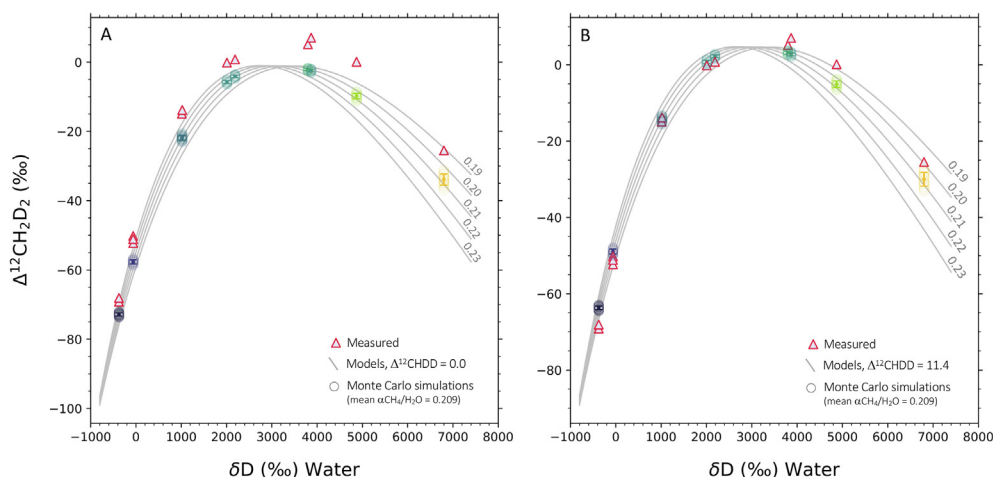 A
B
Δ¹²CH₂D₂ (‰)
0
−20
−40
−60
−80
−100
0
−20
−40
−60
−80
0.19
0.20
0.21
0.22
0.23
0.19
0.20
0.21
0.22
0.23
Measured
Models, Δ¹²CHDD = 0.0
Monte Carlo simulations
(mean αCH₄/H₂O = 0.209)
Measured
Models, Δ¹²CHDD = 11.4
Monte Carlo simulations
(mean αCH₄/H₂O = 0.209)
−1000 0 1000 2000 3000 4000 5000 6000 7000 8000
−1000 0 1000 2000 3000 4000 5000 6000 7000 8000
δD (‰) Water
δD (‰) Water